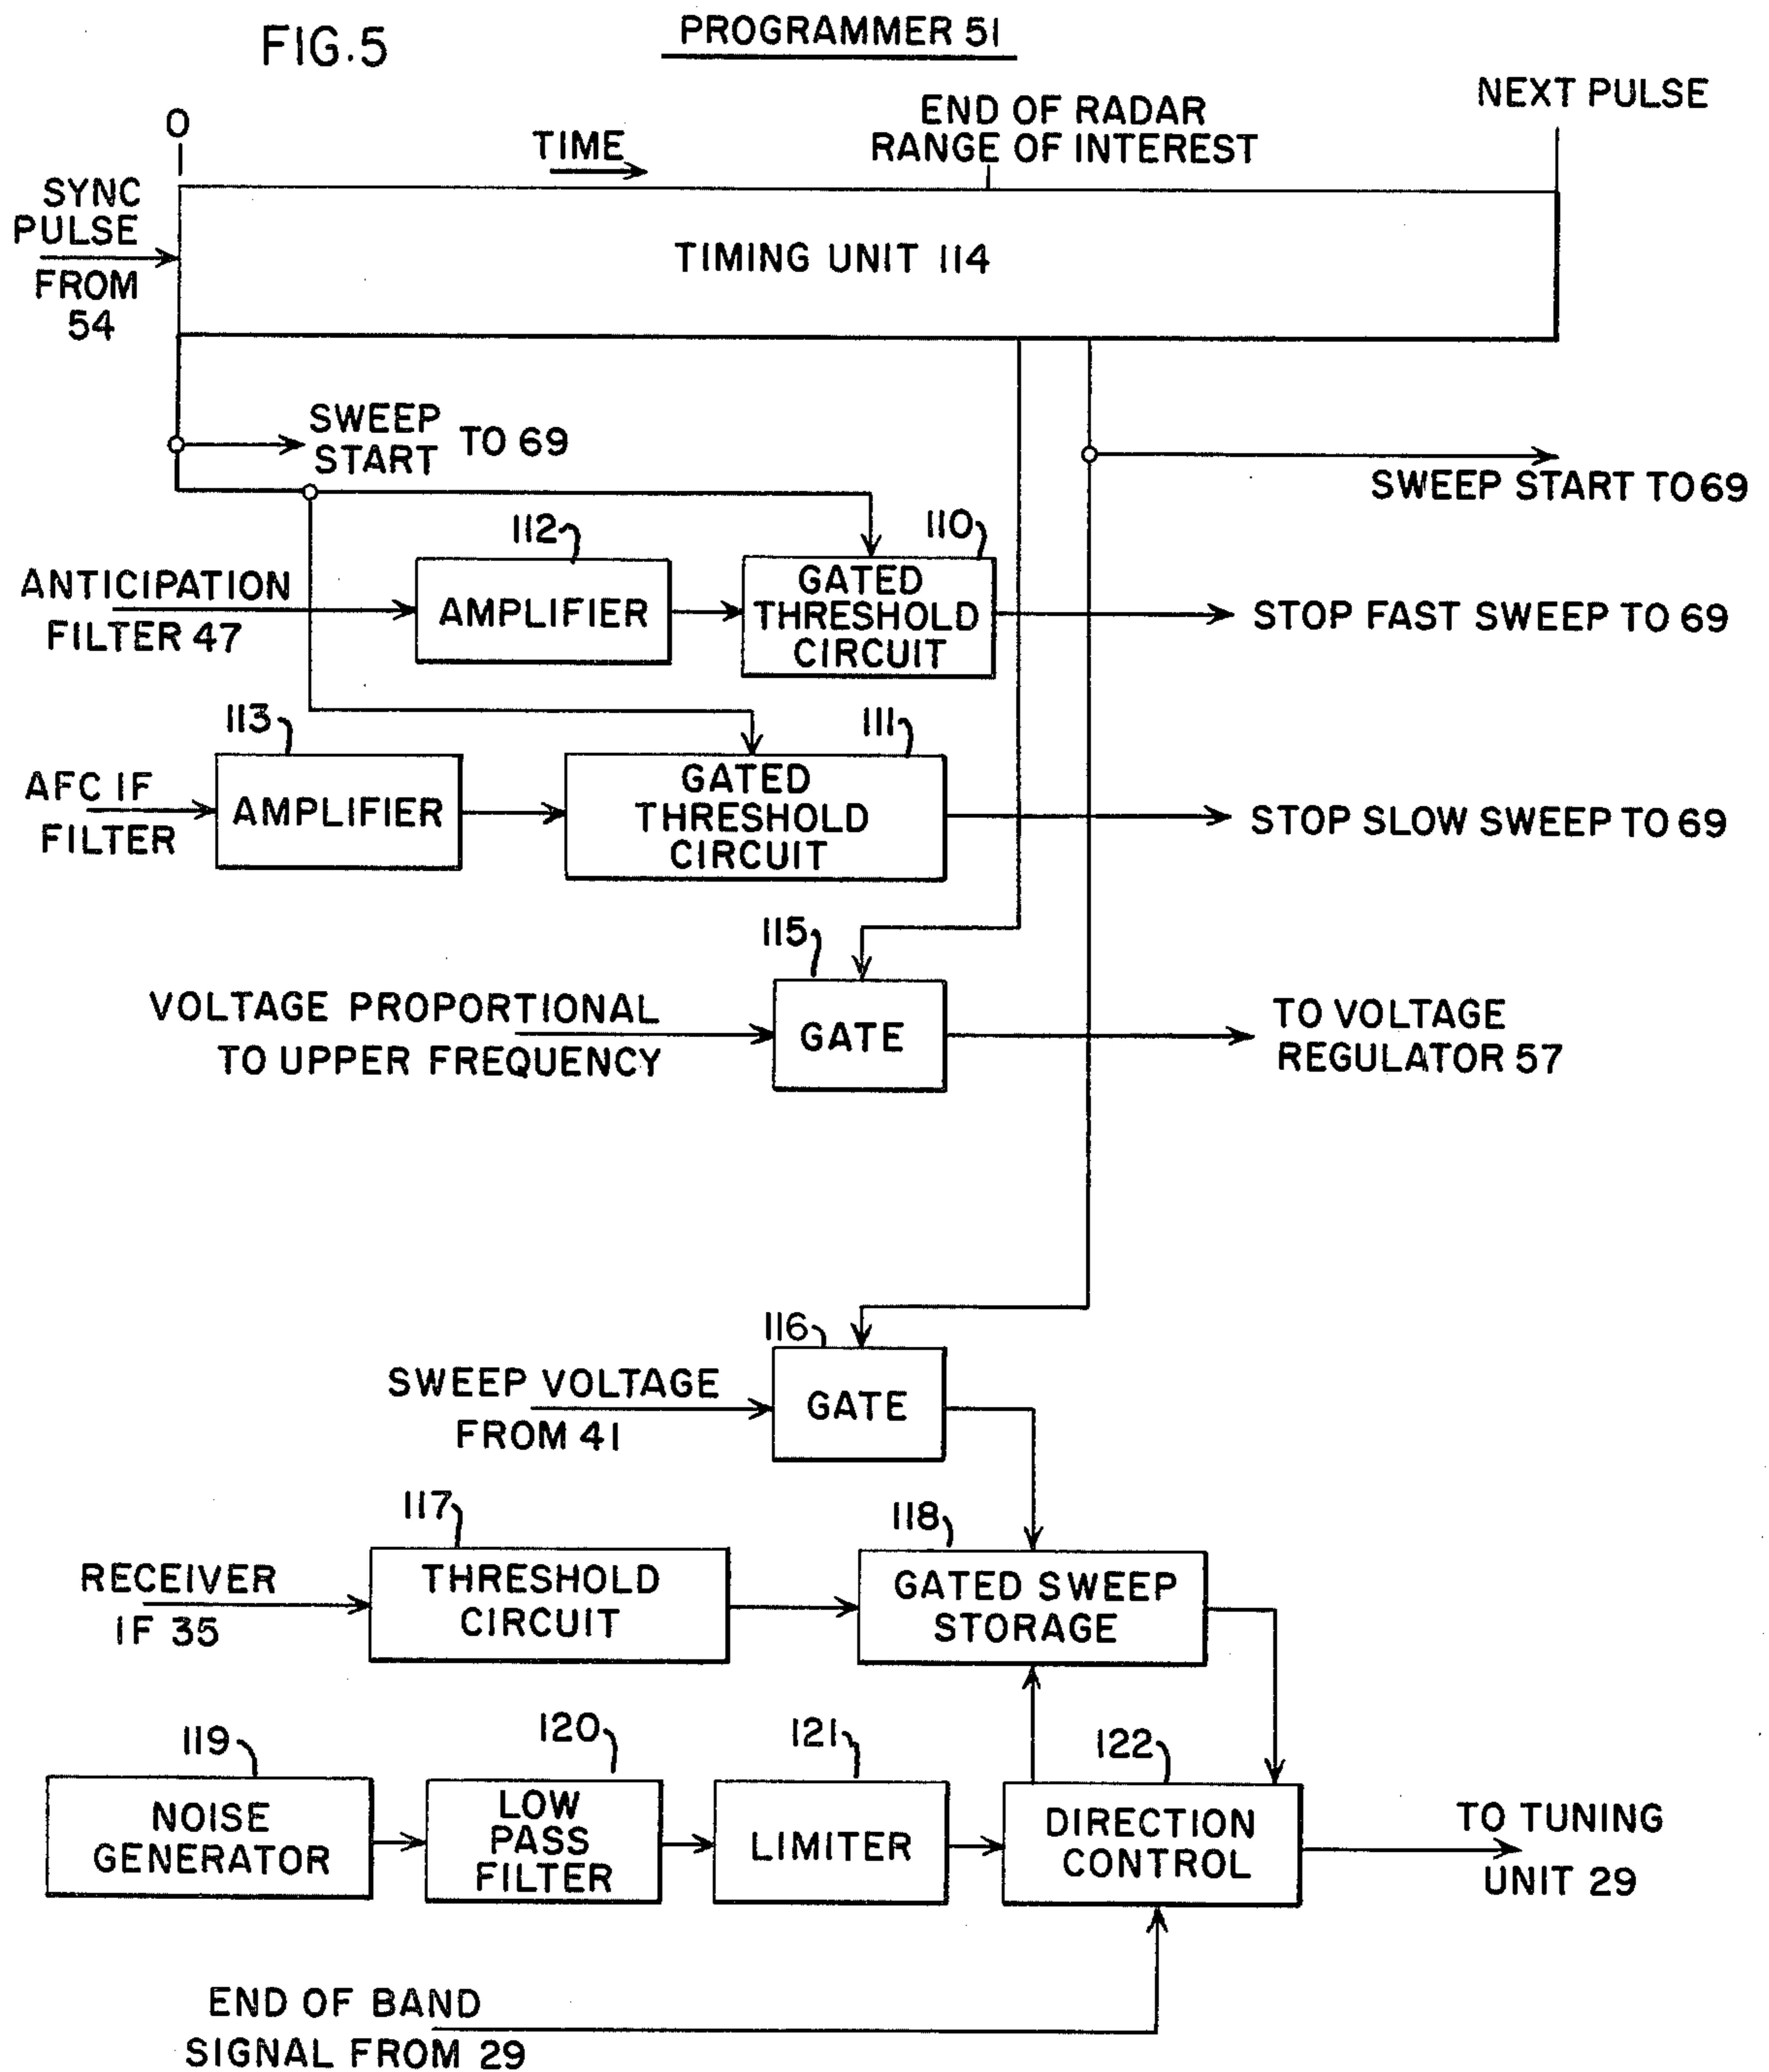 FIG.5
PROGRAMMER 51
0
TIME
END OF RADAR
RANGE OF INTEREST
NEXT PULSE
SYNC
PULSE
FROM
54
TIMING UNIT 114
SWEEP
START
TO 69
SWEEP START TO 69
112
110
ANTICIPATION
FILTER 47
AMPLIFIER
GATED
THRESHOLD
CIRCUIT
STOP FAST SWEEP TO 69
113
111
AFC IF
FILTER
AMPLIFIER
GATED
THRESHOLD
CIRCUIT
STOP SLOW SWEEP TO 69
115
VOLTAGE PROPORTIONAL
TO UPPER FREQUENCY
GATE
TO VOLTAGE
REGULATOR 57
116
SWEEP VOLTAGE
FROM 41
GATE
117
118
RECEIVER
IF 35
THRESHOLD
CIRCUIT
GATED SWEEP
STORAGE
119
120
121
122
NOISE
GENERATOR
LOW
PASS
FILTER
LIMITER
DIRECTION
CONTROL
TO TUNING
UNIT 29
END OF BAND
SIGNAL FROM 29